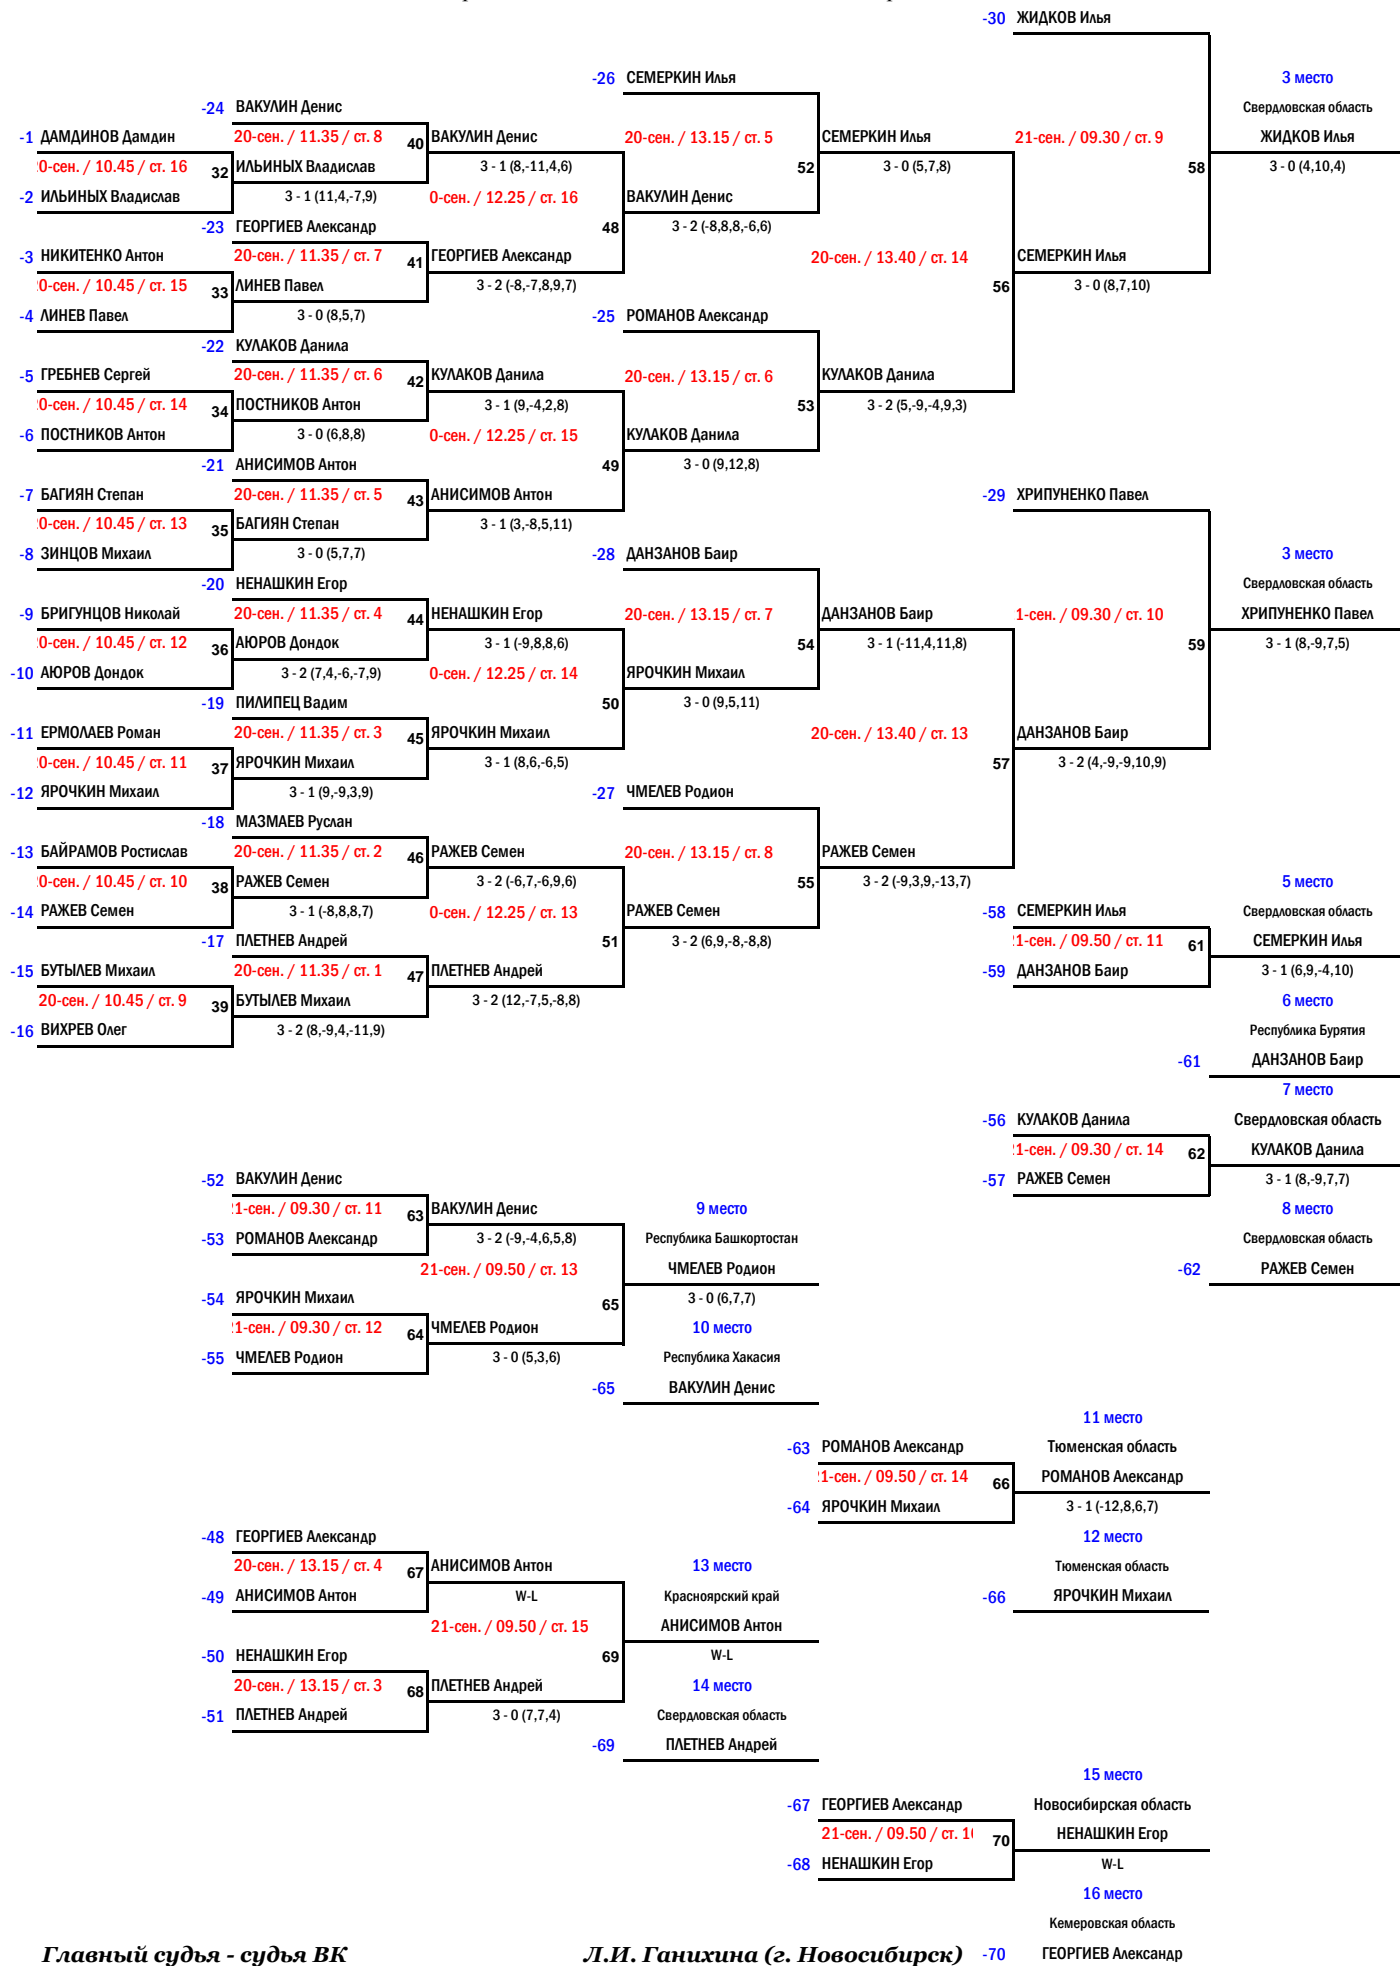 -30 ЖИДКОВ Илья
-26 СЕМЕРКИН Илья 3 место
-24 ВАКУЛИН Денис Свердловская область
-1 ДАМДИНОВ Дамдин 20-сен. / 11.35 / ст. 8 40 ВАКУЛИН Денис 20-сен. / 13.15 / ст. 5 СЕМЕРКИН Илья 21-сен. / 09.30 / ст. 9 ЖИДКОВ Илья
0-сен. / 10.45 / ст. 16 32 ИЛЬИНЫХ Владислав 3 - 1 (8,-11,4,6) 52 3 - 0 (5,7,8) 58 3 - 0 (4,10,4)
-2 ИЛЬИНЫХ Владислав 3 - 1 (11,4,-7,9) 0-сен. / 12.25 / ст. 16 ВАКУЛИН Денис
-23 ГЕОРГИЕВ Александр 48 3 - 2 (-8,8,8,-6,6)
-3 НИКИТЕНКО Антон 20-сен. / 11.35 / ст. 7 41 ГЕОРГИЕВ Александр 20-сен. / 13.40 / ст. 14 СЕМЕРКИН Илья
0-сен. / 10.45 / ст. 15 33 ЛИНЕВ Павел 3 - 2 (-8,-7,8,9,7) 56 3 - 0 (8,7,10)
-4 ЛИНЕВ Павел 3 - 0 (8,5,7) -25 РОМАНОВ Александр
-22 КУЛАКОВ Данила
-5 ГРЕБНЕВ Сергей 20-сен. / 11.35 / ст. 6 42 КУЛАКОВ Данила 20-сен. / 13.15 / ст. 6 КУЛАКОВ Данила
0-сен. / 10.45 / ст. 14 34 ПОСТНИКОВ Антон 3 - 1 (9,-4,2,8) 53 3 - 2 (5,-9,-4,9,3)
-6 ПОСТНИКОВ Антон 3 - 0 (6,8,8) 0-сен. / 12.25 / ст. 15 КУЛАКОВ Данила
-21 АНИСИМОВ Антон 49 3 - 0 (9,12,8)
-7 БАГИЯН Степан 20-сен. / 11.35 / ст. 5 43 АНИСИМОВ Антон -29 ХРИПУНЕНКО Павел
0-сен. / 10.45 / ст. 13 35 БАГИЯН Степан 3 - 1 (3,-8,5,11)
-8 ЗИНЦОВ Михаил 3 - 0 (5,7,7) -28 ДАНЗАНОВ Баир 3 место
-20 НЕНАШКИН Егор Свердловская область
-9 БРИГУНЦОВ Николай 20-сен. / 11.35 / ст. 4 44 НЕНАШКИН Егор 20-сен. / 13.15 / ст. 7 ДАНЗАНОВ Баир 1-сен. / 09.30 / ст. 10 ХРИПУНЕНКО Павел
0-сен. / 10.45 / ст. 12 36 АЮРОВ Дондок 3 - 1 (-9,8,8,6) 54 3 - 1 (-11,4,11,8) 59 3 - 1 (8,-9,7,5)
-10 АЮРОВ Дондок 3 - 2 (7,4,-6,-7,9) 0-сен. / 12.25 / ст. 14 ЯРОЧКИН Михаил
-19 ПИЛИПЕЦ Вадим 50 3 - 0 (9,5,11)
-11 ЕРМОЛАЕВ Роман 20-сен. / 11.35 / ст. 3 45 ЯРОЧКИН Михаил 20-сен. / 13.40 / ст. 13 ДАНЗАНОВ Баир
0-сен. / 10.45 / ст. 11 37 ЯРОЧКИН Михаил 3 - 1 (8,6,-6,5) 57 3 - 2 (4,-9,-9,10,9)
-12 ЯРОЧКИН Михаил 3 - 1 (9,-9,3,9) -27 ЧМЕЛЕВ Родион
-18 МАЗМАЕВ Руслан
-13 БАЙРАМОВ Ростислав 20-сен. / 11.35 / ст. 2 46 РАЖЕВ Семен 20-сен. / 13.15 / ст. 8 РАЖЕВ Семен
0-сен. / 10.45 / ст. 10 38 РАЖЕВ Семен 3 - 2 (-6,7,-6,9,6) 55 3 - 2 (-9,3,9,-13,7) 5 место
-14 РАЖЕВ Семен 3 - 1 (-8,8,8,7) 0-сен. / 12.25 / ст. 13 РАЖЕВ Семен -58 СЕМЕРКИН Илья Свердловская область
-17 ПЛЕТНЕВ Андрей 51 3 - 2 (6,9,-8,-8,8) 1-сен. / 09.50 / ст. 11 61 СЕМЕРКИН Илья
-15 БУТЫЛЕВ Михаил 20-сен. / 11.35 / ст. 1 47 ПЛЕТНЕВ Андрей -59 ДАНЗАНОВ Баир 3 - 1 (6,9,-4,10)
20-сен. / 10.45 / ст. 9 39 БУТЫЛЕВ Михаил 3 - 2 (12,-7,5,-8,8) 6 место
-16 ВИХРЕВ Олег 3 - 2 (8,-9,4,-11,9) Республика Бурятия
-61 ДАНЗАНОВ Баир
7 место
-56 КУЛАКОВ Данила Свердловская область
1-сен. / 09.30 / ст. 14 62 КУЛАКОВ Данила
-52 ВАКУЛИН Денис -57 РАЖЕВ Семен 3 - 1 (8,-9,7,7)
1-сен. / 09.30 / ст. 11 63 ВАКУЛИН Денис 9 место 8 место
-53 РОМАНОВ Александр 3 - 2 (-9,-4,6,5,8) Республика Башкортостан Свердловская область
21-сен. / 09.50 / ст. 13 ЧМЕЛЕВ Родион -62 РАЖЕВ Семен
-54 ЯРОЧКИН Михаил 65 3 - 0 (6,7,7)
1-сен. / 09.30 / ст. 12 64 ЧМЕЛЕВ Родион 10 место
-55 ЧМЕЛЕВ Родион 3 - 0 (5,3,6) Республика Хакасия
-65 ВАКУЛИН Денис
11 место
-63 РОМАНОВ Александр Тюменская область
1-сен. / 09.50 / ст. 14 66 РОМАНОВ Александр
-64 ЯРОЧКИН Михаил 3 - 1 (-12,8,6,7)
-48 ГЕОРГИЕВ Александр 12 место
20-сен. / 13.15 / ст. 4 67 АНИСИМОВ Антон 13 место Тюменская область
-49 АНИСИМОВ Антон W-L Красноярский край -66 ЯРОЧКИН Михаил
21-сен. / 09.50 / ст. 15 АНИСИМОВ Антон
-50 НЕНАШКИН Егор 69 W-L
20-сен. / 13.15 / ст. 3 68 ПЛЕТНЕВ Андрей 14 место
-51 ПЛЕТНЕВ Андрей 3 - 0 (7,7,4) Свердловская область
-69 ПЛЕТНЕВ Андрей
15 место
-67 ГЕОРГИЕВ Александр Новосибирская область
21-сен. / 09.50 / ст. 1 70 НЕНАШКИН Егор
-68 НЕНАШКИН Егор W-L
16 место
Кемеровская область
Главный судья - судья ВК Л.И. Ганихина (г. Новосибирск) -70 ГЕОРГИЕВ Александр